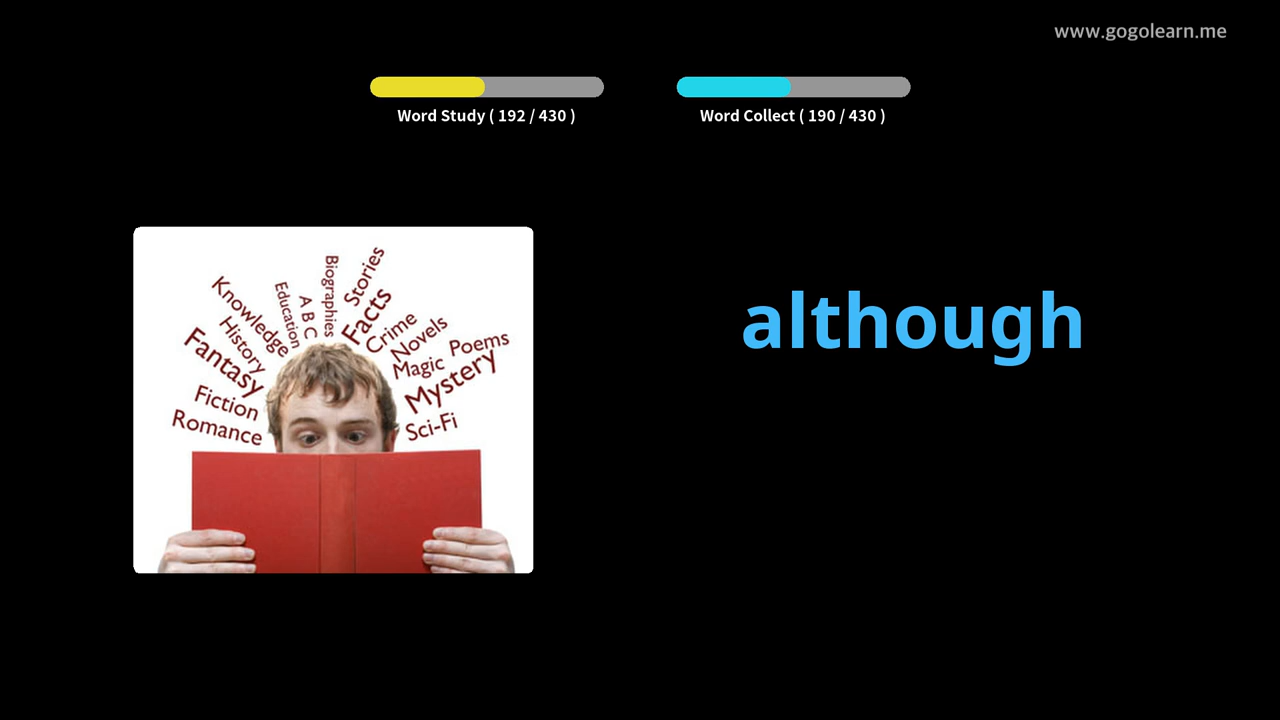 www.gogolearn.me
Word Study ( 192 / 430 )
Word Collect ( 190 / 430 )
although
Biographies
Stories
Education
A B C
Facts
Knowledge
Crime
History
Novels
Poems
Fantasy
Magic
Mystery
Fiction
Romance
Sci-Fi